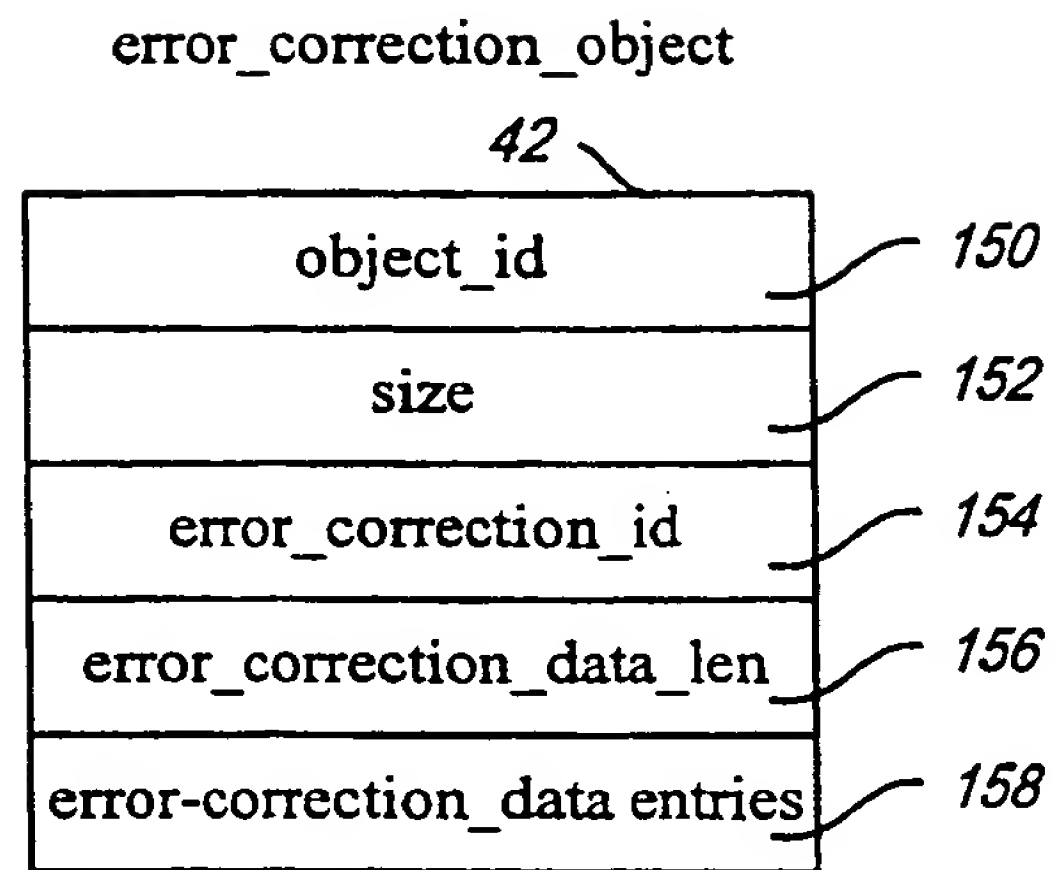 error_correction_object
42
object_id 150
size 152
error_correction_id 154
error_correction_data_len 156
error-correction_data entries 158